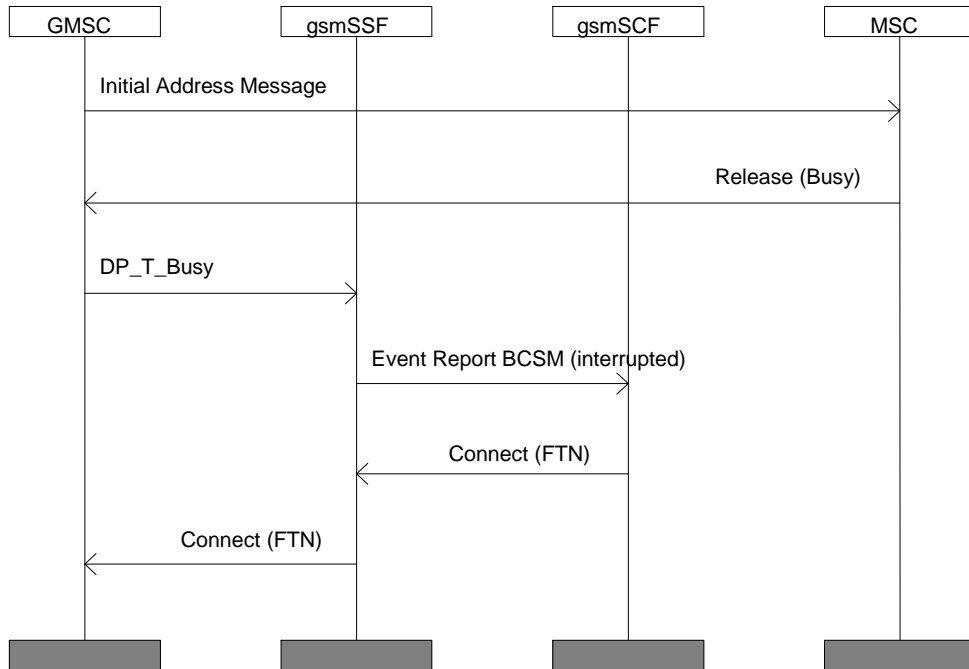 GMSC
gsmSSF
gsmSCF
MSC
Initial Address Message
Release (Busy)
DP_T_Busy
Event Report BCSM (interrupted)
Connect (FTN)
Connect (FTN)